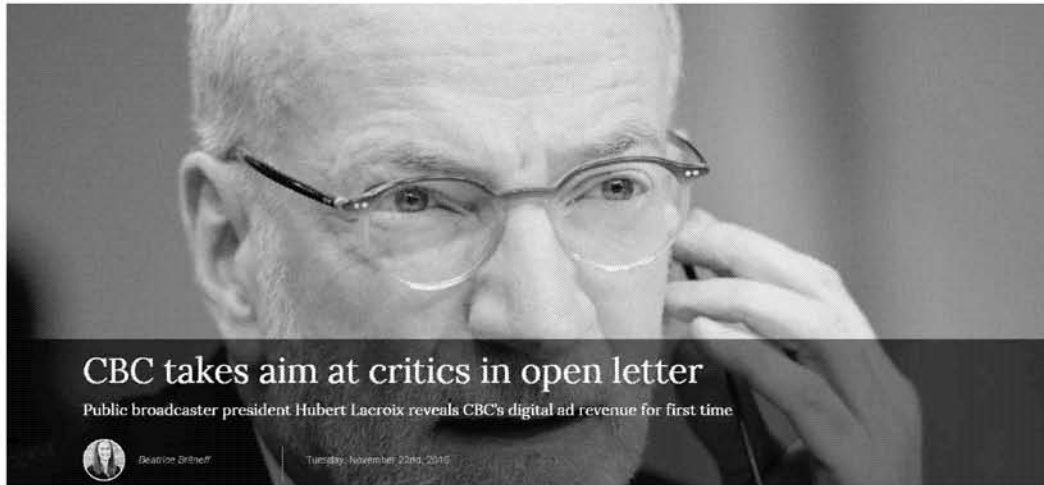 CBC takes aim at critics in open letter
Public broadcaster president Hubert Lacroix reveals CBC's digital ad revenue for first time
Beatrice Britneff
Tuesday, November 22nd, 2016